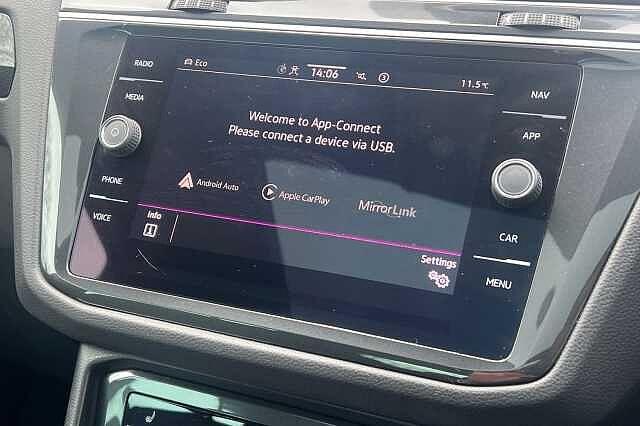 RADIO
MEDIA
PHONE
VOICE
Eco
14:06
3
11.5°C
Welcome to App-Connect
Please connect a device via USB.
Android Auto
Apple CarPlay
MirrorLink
Info
Settings
NAV
APP
CAR
MENU